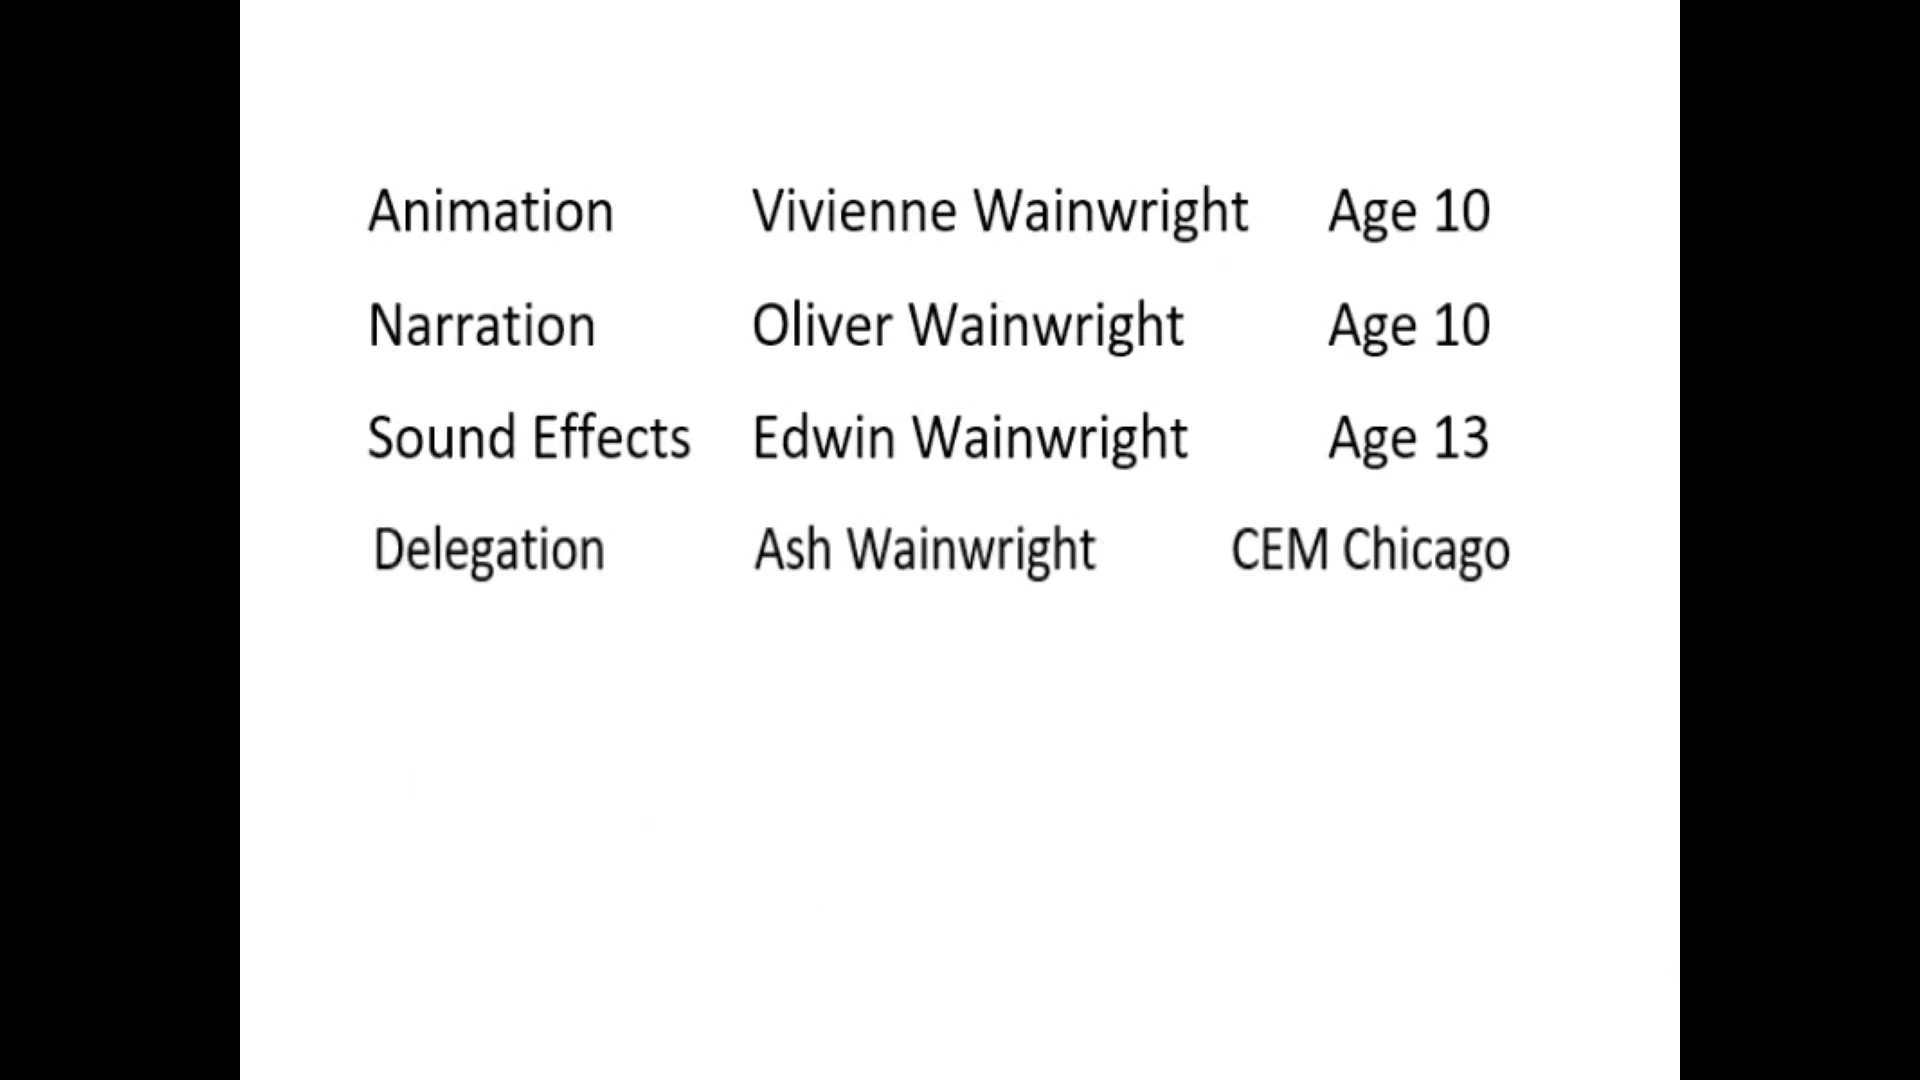 Animation Vivienne Wainwright Age 10
Narration Oliver Wainwright Age 10
Sound Effects Edwin Wainwright Age 13
Delegation Ash Wainwright CEM Chicago